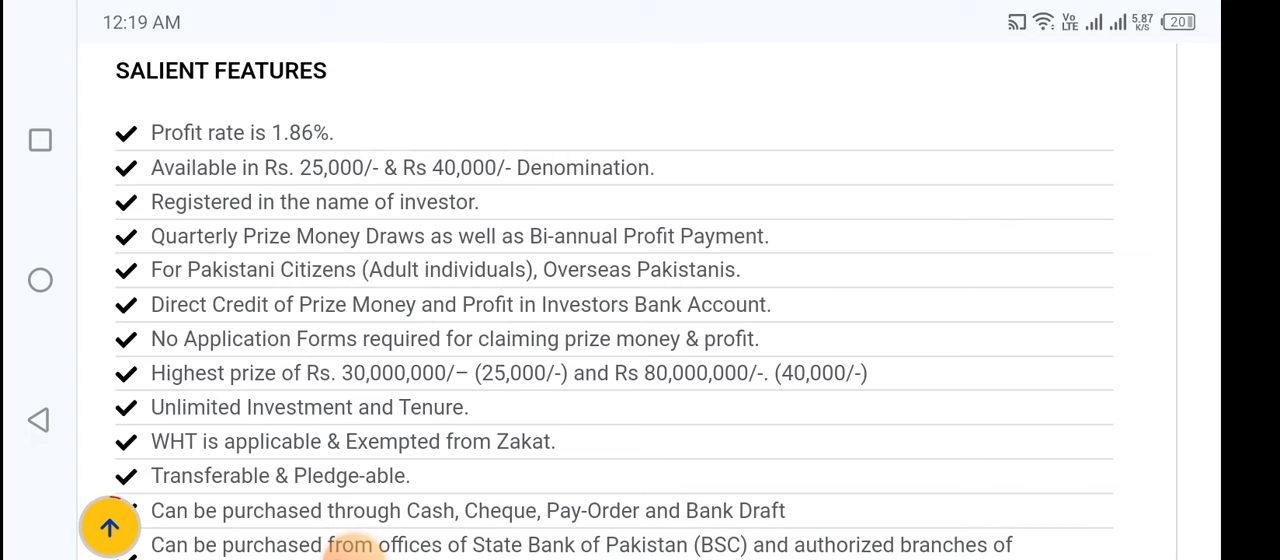 12:19 AM
Vo LTE
5.87 K/S
20
SALIENT FEATURES
Profit rate is 1.86%.
Available in Rs. 25,000/- & Rs 40,000/- Denomination.
Registered in the name of investor.
Quarterly Prize Money Draws as well as Bi-annual Profit Payment.
For Pakistani Citizens (Adult individuals), Overseas Pakistanis.
Direct Credit of Prize Money and Profit in Investors Bank Account.
No Application Forms required for claiming prize money & profit.
Highest prize of Rs. 30,000,000/– (25,000/-) and Rs 80,000,000/-. (40,000/-)
Unlimited Investment and Tenure.
WHT is applicable & Exempted from Zakat.
Transferable & Pledge-able.
Can be purchased through Cash, Cheque, Pay-Order and Bank Draft
Can be purchased from offices of State Bank of Pakistan (BSC) and authorized branches of